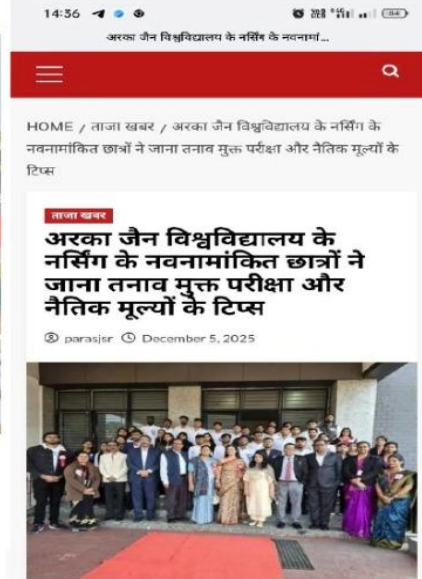 14:36
अरका जैन विश्वविद्यालय के नर्सिंग के नवनामां...
HOME / ताजा खबर / अरका जैन विश्वविद्यालय के नर्सिंग के
नवनामांकित छात्रों ने जाना तनाव मुक्त परीक्षा और नैतिक मूल्यों के
टिप्स
ताजा खबर
अरका जैन विश्वविद्यालय के
नर्सिंग के नवनामांकित छात्रों ने
जाना तनाव मुक्त परीक्षा और
नैतिक मूल्यों के टिप्स
parasjsr December 5, 2025